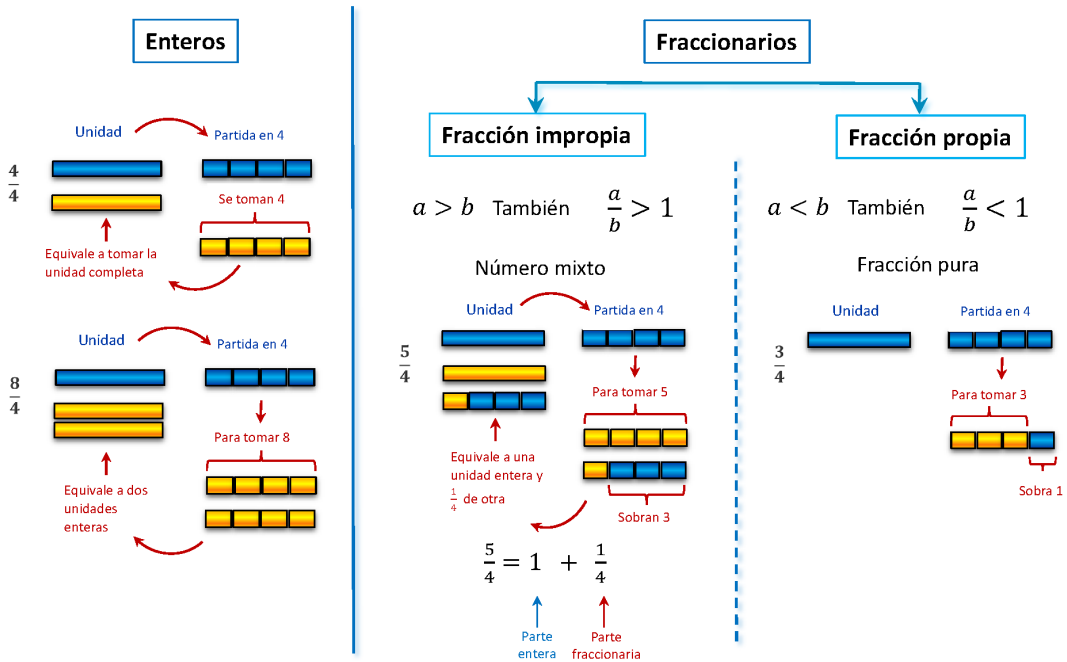 Enteros
Unidad
Partida en 4
4/4
Se toman 4
Equivale a tomar la
unidad completa
Unidad
Partida en 4
8/4
Para tomar 8
Equivale a dos
unidades
enteras
Fraccionarios
Fracción impropia
a > b También a/b > 1
Número mixto
Unidad
Partida en 4
5/4
Para tomar 5
Equivale a una
unidad entera y
1/4 de otra
Sobran 3
5/4 = 1 + 1/4
Parte
entera
Parte
fraccionaria
Fracción propia
a < b También a/b < 1
Fracción pura
Unidad
Partida en 4
3/4
Para tomar 3
Sobra 1